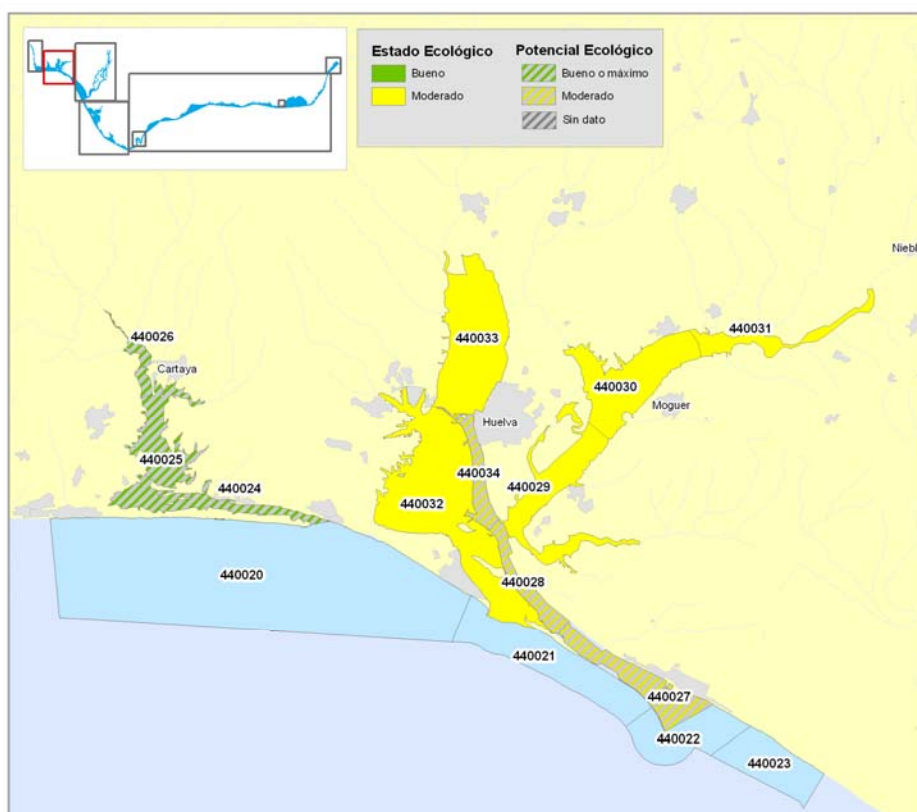 Estado Ecológico
Bueno
Moderado
Potencial Ecológico
Bueno o máximo
Moderado
Sin dato
Niebl
440026
Cartaya
440033
440031
440030
Moguer
Huelva
440025
440024
440034
440029
440032
440020
440028
440021
440027
440022
440023